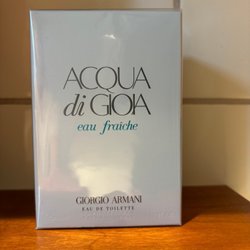 ACQUA
di GIOIA
eau fraiche
GIORGIO ARMANI
EAU DE TOILETTE